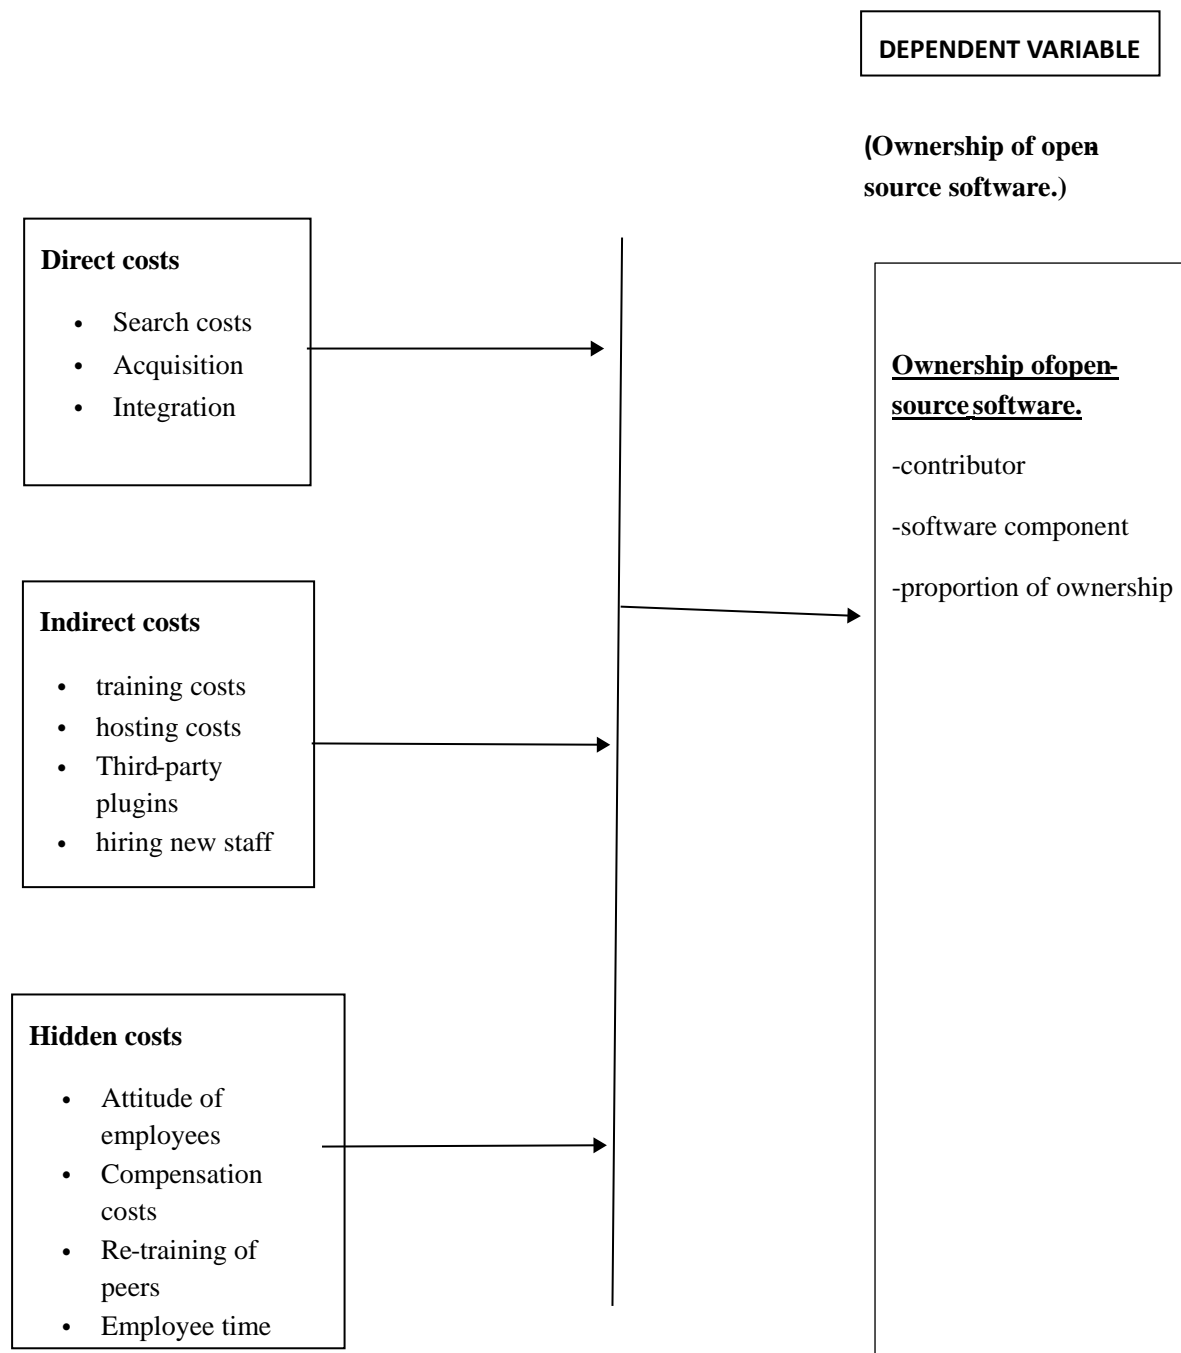 DEPENDENT VARIABLE
(Ownership of open-
source software.)
Direct costs
• Search costs
• Acquisition
• Integration
Indirect costs
• training costs
• hosting costs
• Third-party
plugins
• hiring new staff
Hidden costs
• Attitude of
employees
• Compensation
costs
• Re-training of
peers
• Employee time
Ownership ofopen-
source software.
-contributor
-software component
-proportion of ownership